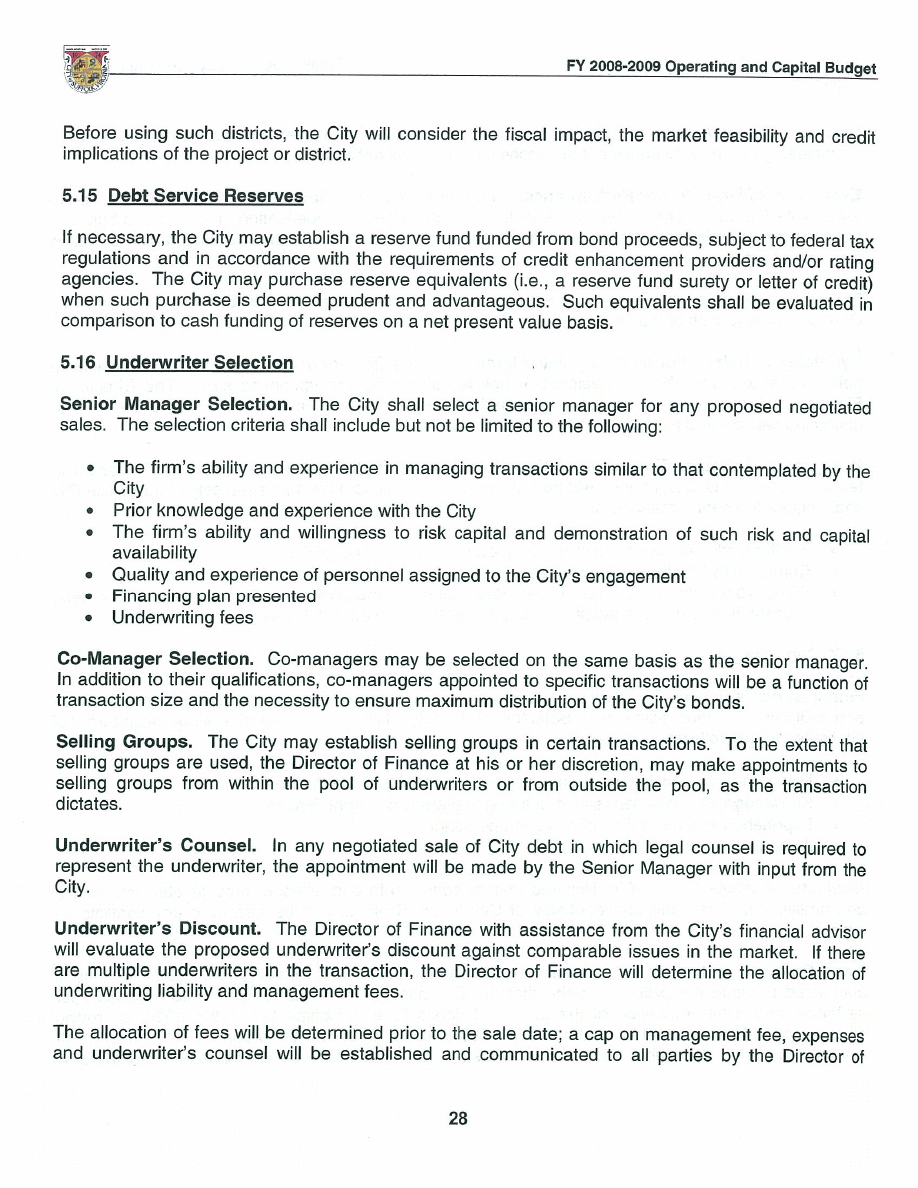 FY 2008-2009 Operating and Capital Budget
Before using such districts, the City will consider the fiscal impact, the market feasibility and credit
implications of the project or district.
5.15 Debt Service Reserves
If necessary, the City may establish a reserve fund funded from bond proceeds, subject to federal tax
regulations and in accordance with the requirements of credit enhancement providers and/or rating
agencies. The City may purchase reserve equivalents (i.e., a reserve fund surety or letter of credit)
when such purchase is deemed prudent and advantageous. Such equivalents shall be evaluated in
comparison to cash funding of reserves on a net present value basis.
5.16 Underwriter Selection
Senior Manager Selection. The City shall select a senior manager for any proposed negotiated
sales. The selection criteria shall include but not be limited to the following:
• The firm's ability and experience in managing transactions similar to that contemplated by the
City
• Prior knowledge and experience with the City
• The firm's ability and willingness to risk capital and demonstration of such risk and capital
availability
• Quality and experience of personnel assigned to the City's engagement
• Financing plan presented
• Underwriting fees
Co-Manager Selection. Co-managers may be selected on the same basis as the senior manager.
In addition to their qualifications, co-managers appointed to specific transactions will be a function of
transaction size and the necessity to ensure maximum distribution of the City's bonds.
Selling Groups. The City may establish selling groups in certain transactions. To the extent that
selling groups are used, the Director of Finance at his or her discretion, may make appointments to
selling groups from within the pool of underwriters or from outside the pool, as the transaction
dictates.
Underwriter's Counsel. In any negotiated sale of City debt in which legal counsel is required to
represent the underwriter, the appointment will be made by the Senior Manager with input from the
City.
Underwriter's Discount. The Director of Finance with assistance from the City's financial advisor
will evaluate the proposed underwriter's discount against comparable issues in the market. If there
are multiple underwriters in the transaction, the Director of Finance will determine the allocation of
underwriting liability and management fees.
The allocation of fees will be determined prior to the sale date; a cap on management fee, expenses
and underwriter's counsel will be established and communicated to all parties by the Director of
28